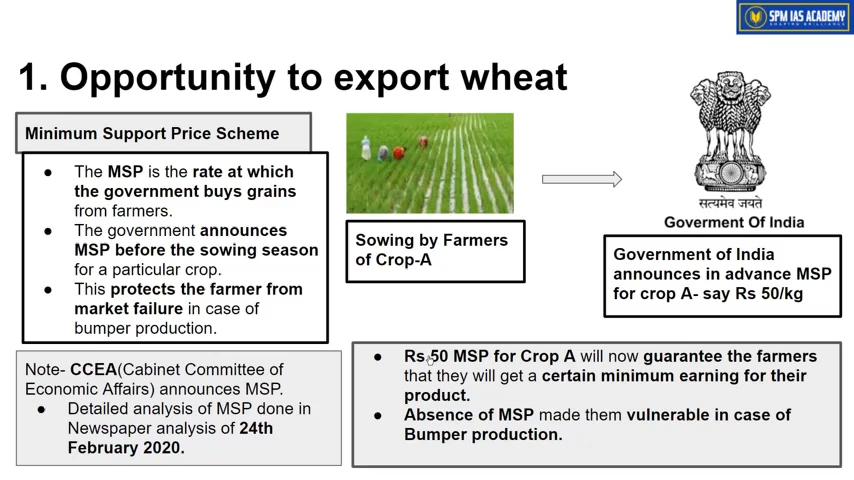 SPM IAS ACADEMY
SHAPING BRILLIANCE
1. Opportunity to export wheat
Minimum Support Price Scheme
● The MSP is the rate at which
the government buys grains
from farmers.
● The government announces
MSP before the sowing season
for a particular crop.
● This protects the farmer from
market failure in case of
bumper production.
Sowing by Farmers
of Crop-A
सत्यमेव जयते
Goverment Of India
Government of India
announces in advance MSP
for crop A- say Rs 50/kg
Note- CCEA(Cabinet Committee of
Economic Affairs) announces MSP.
● Detailed analysis of MSP done in
Newspaper analysis of 24th
February 2020.
● Rs 50 MSP for Crop A will now guarantee the farmers
that they will get a certain minimum earning for their
product.
● Absence of MSP made them vulnerable in case of
Bumper production.